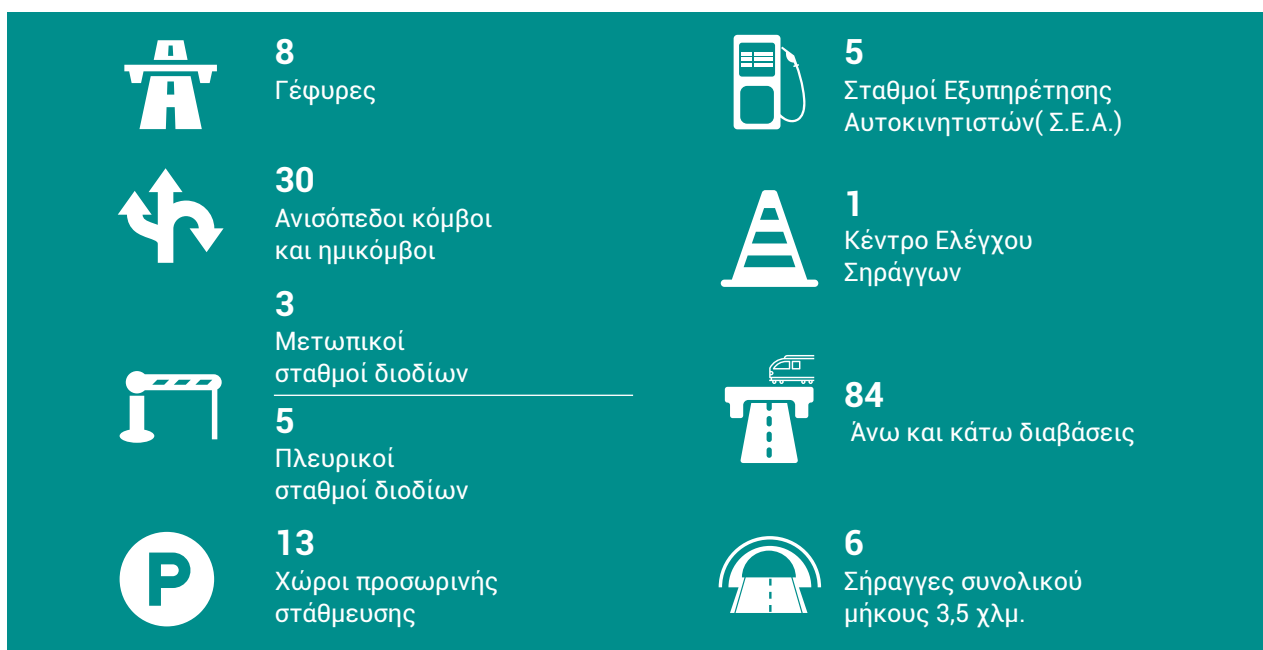 8
Γέφυρες
30
Ανισόπεδοι κόμβοι
και ημικόμβοι
3
Μετωπικοί
σταθμοί διοδίων
5
Πλευρικοί
σταθμοί διοδίων
P
13
Χώροι προσωρινής
στάθμευσης
5
Σταθμοί Εξυπηρέτησης
Αυτοκινητιστών( Σ.Ε.Α.)
1
Κέντρο Ελέγχου
Σηράγγων
84
Άνω και κάτω διαβάσεις
6
Σήραγγες συνολικού
μήκους 3,5 χλμ.